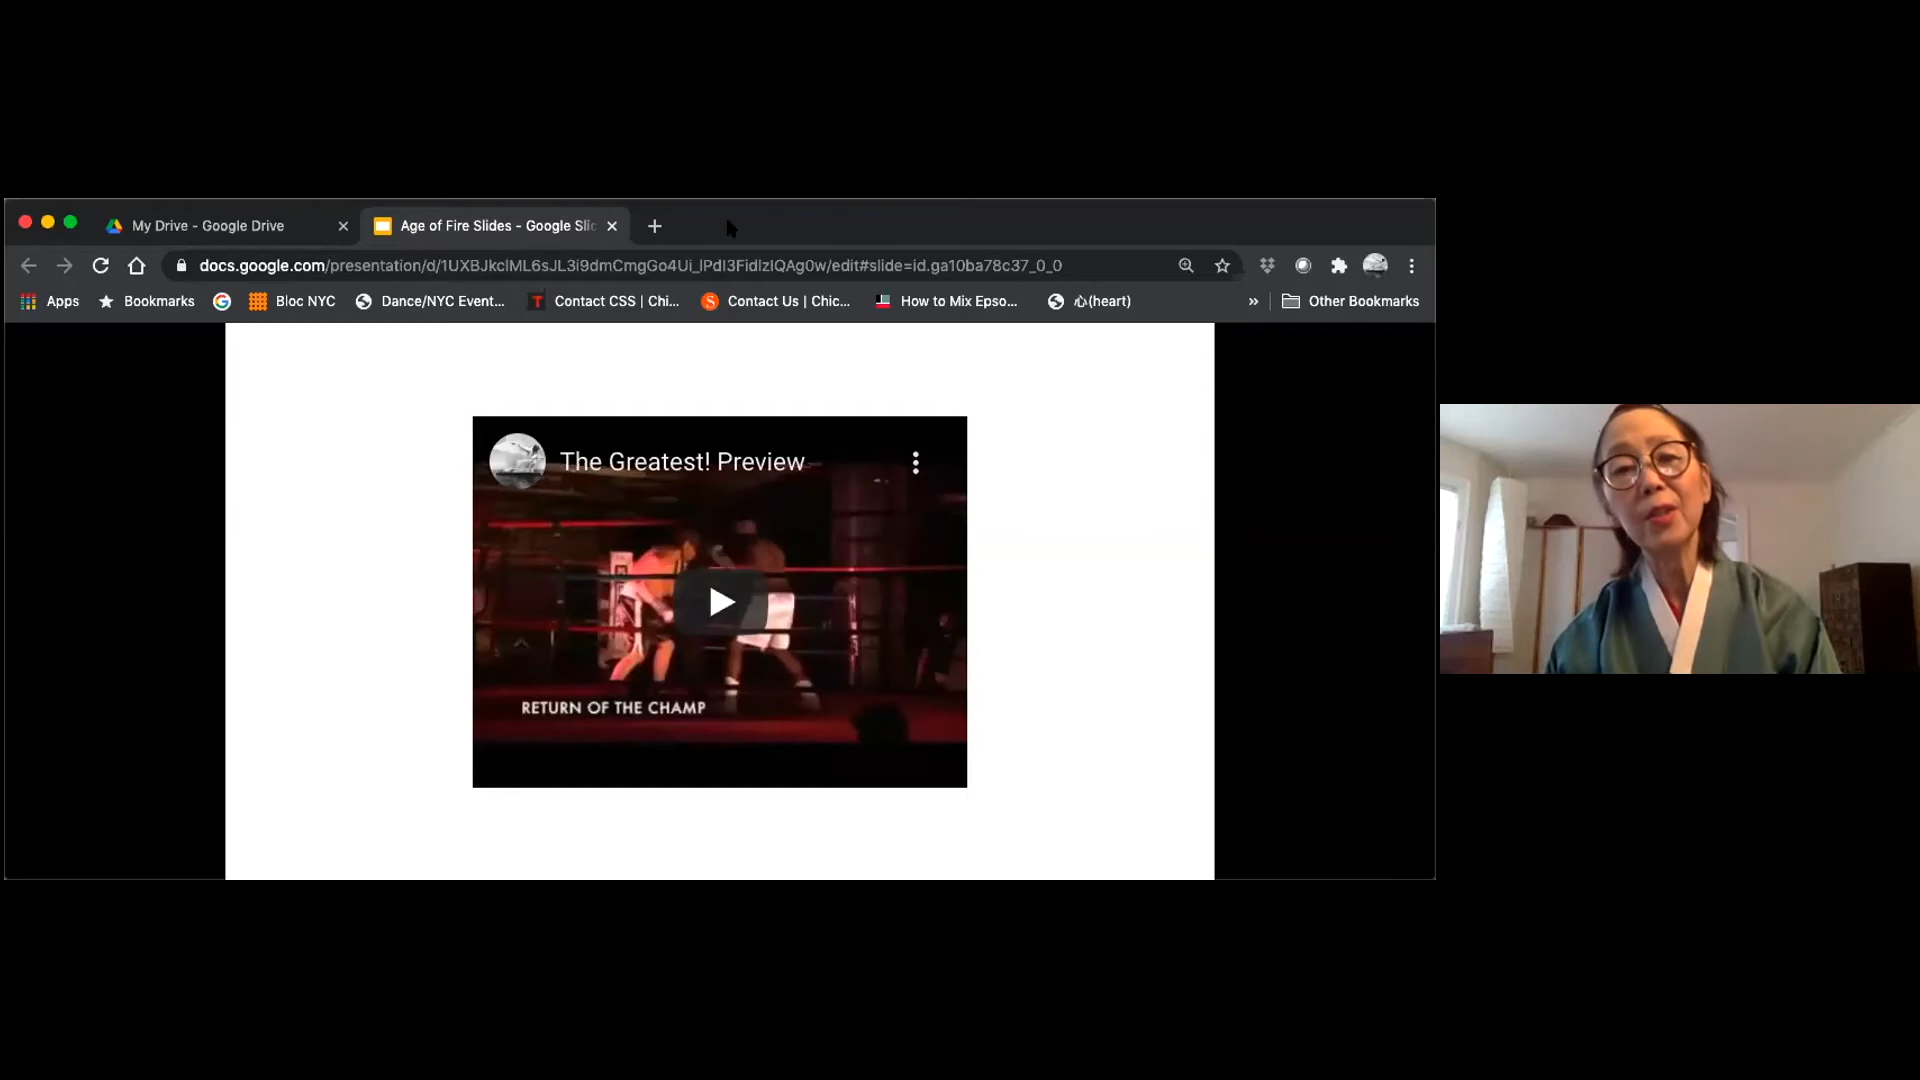 My Drive - Google Drive
Age of Fire Slides - Google Slic
docs.google.com/presentation/d/1UXBJkclML6sJL3i9dmCmgGo4Ui_lPdI3FidlzlQAg0w/edit#slide=id.ga10ba78c37_0_0
Apps
Bookmarks
Bloc NYC
Dance/NYC Event...
Contact CSS | Chi...
Contact Us | Chic...
How to Mix Epso...
心(heart)
Other Bookmarks
The Greatest! Preview
RETURN OF THE CHAMP